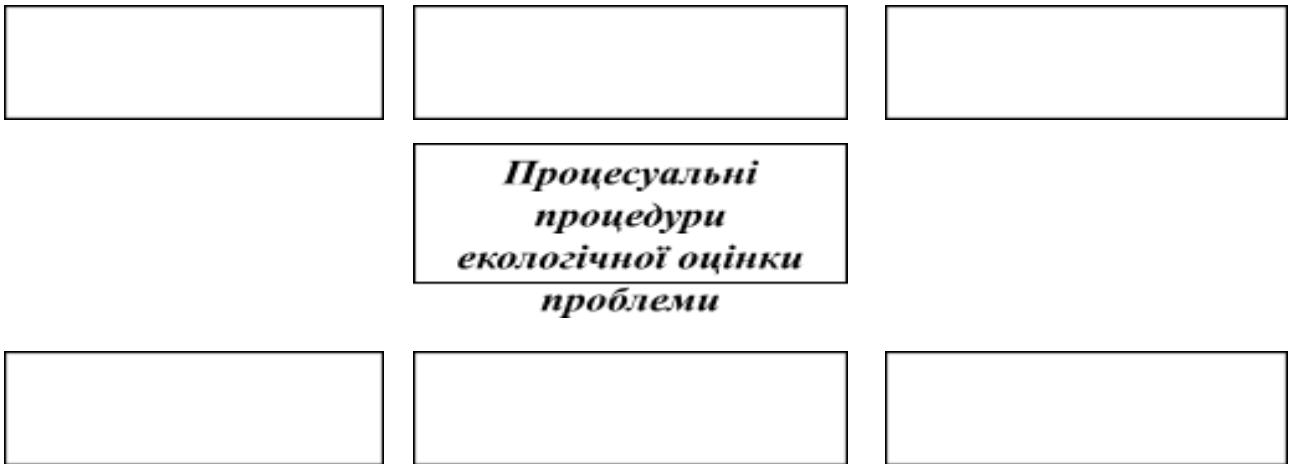 Процесуальні
процедури
екологічної оцінки
проблеми